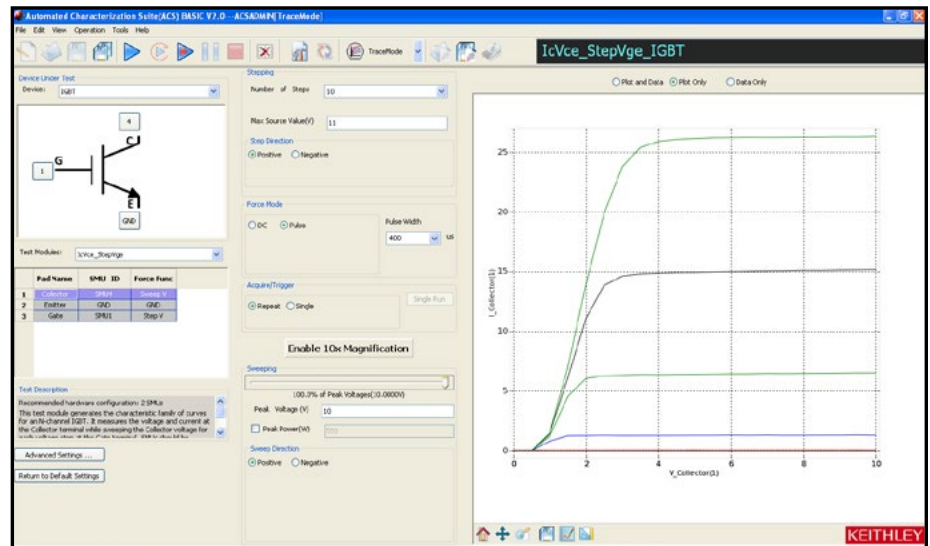 Automated Characterization Suite(ACS) BASIC V2.0---ACSADMIN[TraceMode]
File Edit View Operation Tools Help
TraceMode
IcVce_StepVge_IGBT
Device Under Test
Device: IGBT
4
C
G
1
E
GND
Test Modules: IcVce_StepVge
Pad Name SMU ID Force Func
1 Collector SMU4 Sweep V
2 Emitter GND GND
3 Gate SMU1 Step V
Test Description
Recommended hardware configuration: 2 SMUs
This test module generates the characteristic family of curves
for an N-channel IGBT. It measures the voltage and current at
the Collector terminal while sweeping the Collector voltage for
Advanced Settings ...
Return to Default Settings
Stepping
Number of Steps 10
Max Source Value(V) 11
Step Direction
Positive Negative
Force Mode
DC Pulse
Pulse Width
400 us
Acquire/Trigger
Repeat Single
Single Run
Enable 10x Magnification
Sweeping
100.0% of Peak Voltages(10.0000V)
Peak Voltage (V) 10
Peak Power(W)
Sweep Direction
Positive Negative
Plot and Data Plot Only Data Only
I_Collector(1)
25
20
15
10
5
0
0 2 4 6 8 10
V_Collector(1)
KEITHLEY